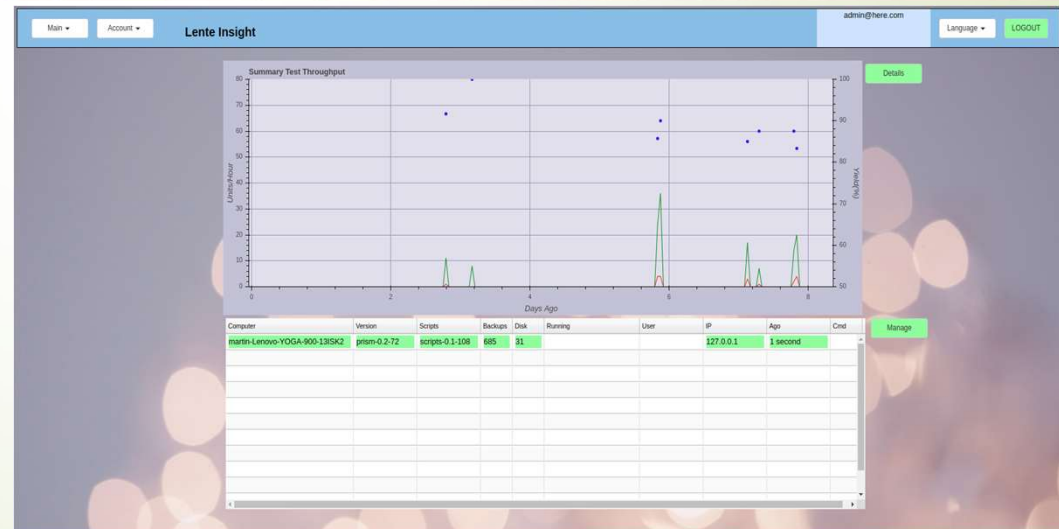 Main
Account
Lente Insight
admin@here.com
Language
LOGOUT
Summary Test Throughput
Details
80
70
60
50
40
30
20
10
0
Units/Hour
100
90
80
70
60
50
Yield(%)
0 2 4 6 8
Days Ago
Computer Version Scripts Backups Disk Running User IP Ago Cmd
Manage
martin-Lenovo-YOGA-900-13ISK2 prism-0.2-72 scripts-0.1-108 685 31 127.0.0.1 1 second